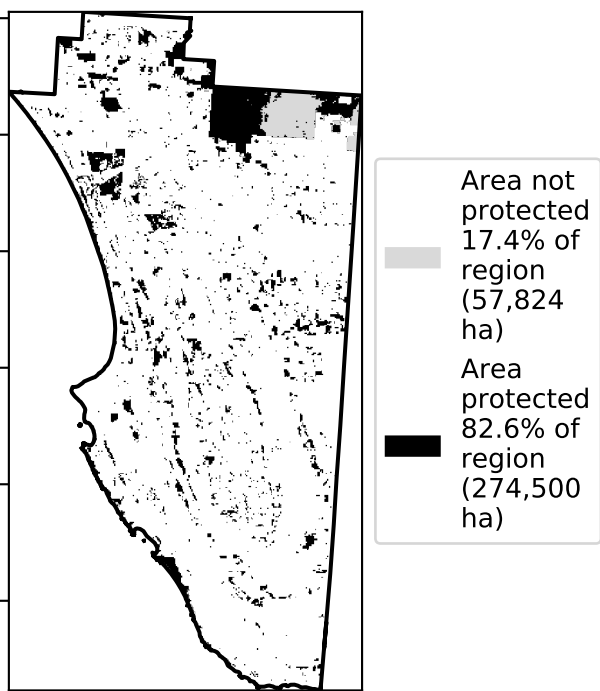 Area not
protected
17.4% of
region
(57,824
ha)
Area
protected
82.6% of
region
(274,500
ha)